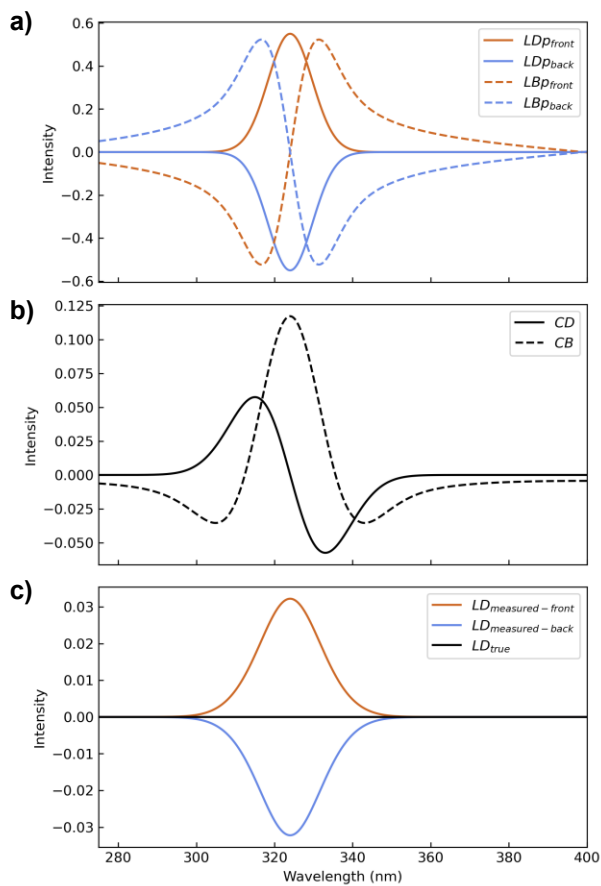 a)
0.6
0.4
0.2
0.0
−0.2
−0.4
−0.6
Intensity
LDp_front
LDp_back
LBp_front
LBp_back
b)
0.125
0.100
0.075
0.050
0.025
0.000
−0.025
−0.050
Intensity
CD
CB
c)
0.03
0.02
0.01
0.00
−0.01
−0.02
−0.03
Intensity
LD_measured−front
LD_measured−back
LD_true
280 300 320 340 360 380 400
Wavelength (nm)